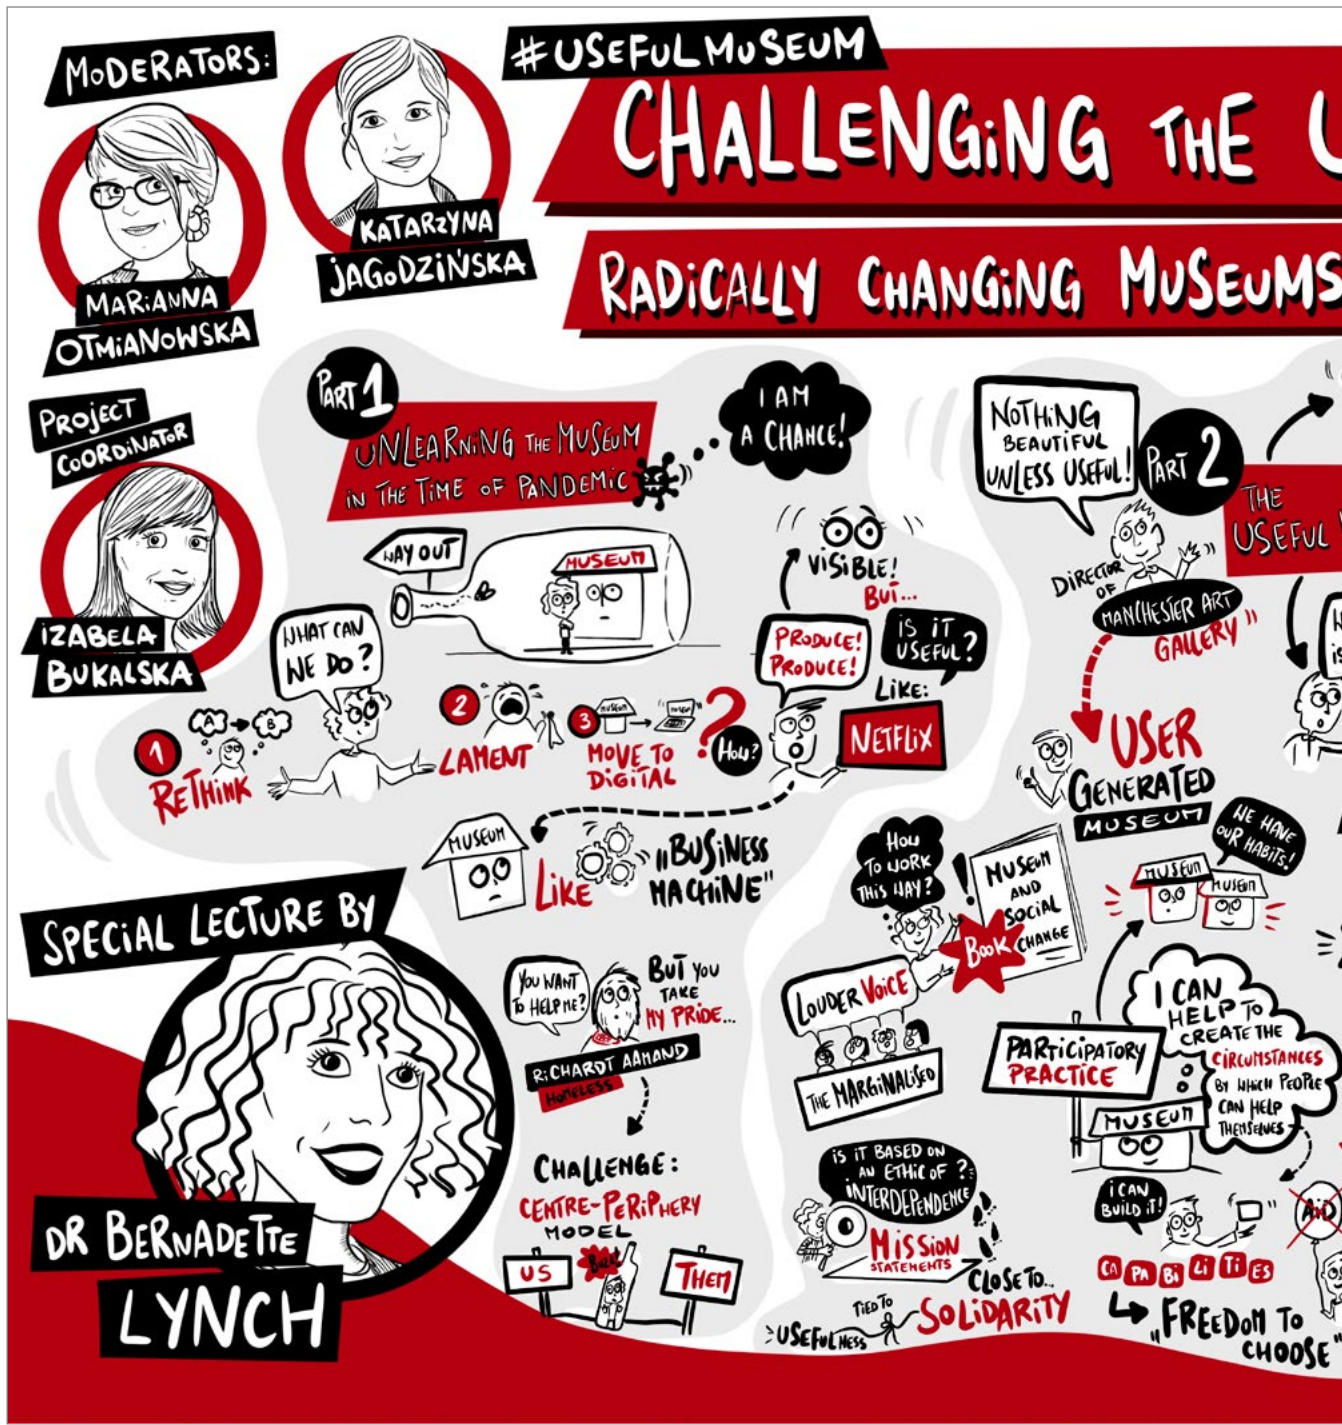 MODERATORS:
MARIANNA
OTMIANOWSKA
KATARZYNA
JAGODZIŃSKA
#USEFULMUSEUM
CHALLENGING THE U
RADICALLY CHANGING MUSEUMS
PROJECT
COORDINATOR
IZABELA
BUKALSKA
PART 1
UNLEARNING THE MUSEUM
IN THE TIME OF PANDEMIC
I AM
A CHANCE!
WAY OUT
MUSEUM
WHAT CAN
WE DO?
1
A
B
RETHINK
2
LAMENT
3
MUSEUM
MUSEUM
MOVE TO
DIGITAL
?
HOW?
VISIBLE!
BUT...
PRODUCE!
PRODUCE!
IS IT
USEFUL?
LIKE:
NETFLIX
MUSEUM
LIKE
"BUSINESS
MACHINE"
SPECIAL LECTURE BY
DR BERNADETTE
LYNCH
YOU WANT
TO HELP ME?
BUT YOU
TAKE
MY PRIDE...
RICHARDT AAMAND
HOMELESS
CHALLENGE:
CENTRE-PERIPHERY
MODEL
US
THEM
NOTHING
BEAUTIFUL
UNLESS USEFUL!
PART 2
THE
USEFUL
DIRECTOR
OF
MANCHESTER ART
GALLERY
USER
GENERATED
MUSEUM
HOW
TO WORK
THIS WAY?
!
MUSEUM
AND
SOCIAL
CHANGE
BOOK
LOUDER VOICE
THE MARGINALISED
WE HAVE
OUR HABITS!
MUSEUM
MUSEUM
PARTICIPATORY
PRACTICE
MUSEUM
I CAN
HELP TO
CREATE THE
CIRCUMSTANCES
BY WHICH PEOPLE
CAN HELP
THEMSELVES
IS IT BASED ON
AN ETHIC OF ?
INTERDEPENDENCE
MISSION
STATEMENTS
CLOSE TO...
SOLIDARITY
TIED TO
USEFULNESS
I CAN
BUILD IT!
AID
CAPABILITIES
"FREEDOM TO
CHOOSE"